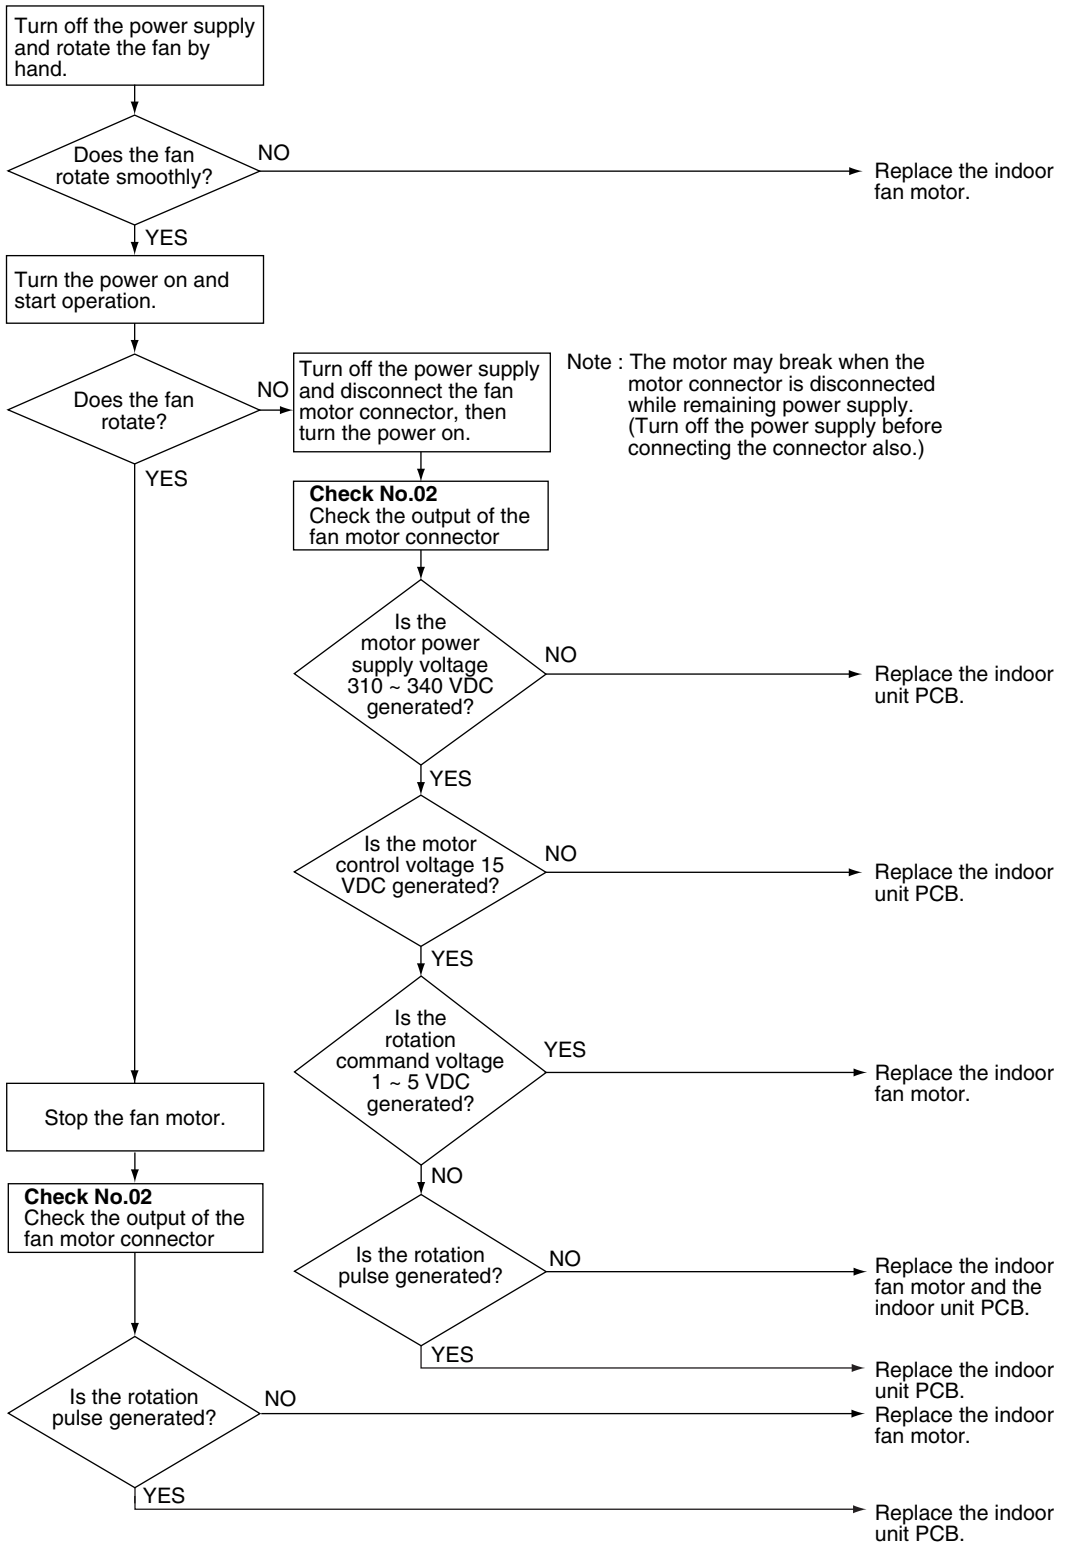 Turn off the power supply
and rotate the fan by
hand.
Does the fan
rotate smoothly?
NO
Replace the indoor
fan motor.
YES
Turn the power on and
start operation.
Does the fan
rotate?
NO
Turn off the power supply
and disconnect the fan
motor connector, then
turn the power on.
Note : The motor may break when the
motor connector is disconnected
while remaining power supply.
(Turn off the power supply before
connecting the connector also.)
YES
Check No.02
Check the output of the
fan motor connector
Is the
motor power
supply voltage
310 ~ 340 VDC
generated?
NO
Replace the indoor
unit PCB.
YES
Is the motor
control voltage 15
VDC generated?
NO
Replace the indoor
unit PCB.
YES
Is the
rotation
command voltage
1 ~ 5 VDC
generated?
YES
Replace the indoor
fan motor.
NO
Stop the fan motor.
Check No.02
Check the output of the
fan motor connector
Is the rotation
pulse generated?
NO
Replace the indoor
fan motor and the
indoor unit PCB.
YES
Replace the indoor
unit PCB.
Is the rotation
pulse generated?
NO
Replace the indoor
fan motor.
YES
Replace the indoor
unit PCB.